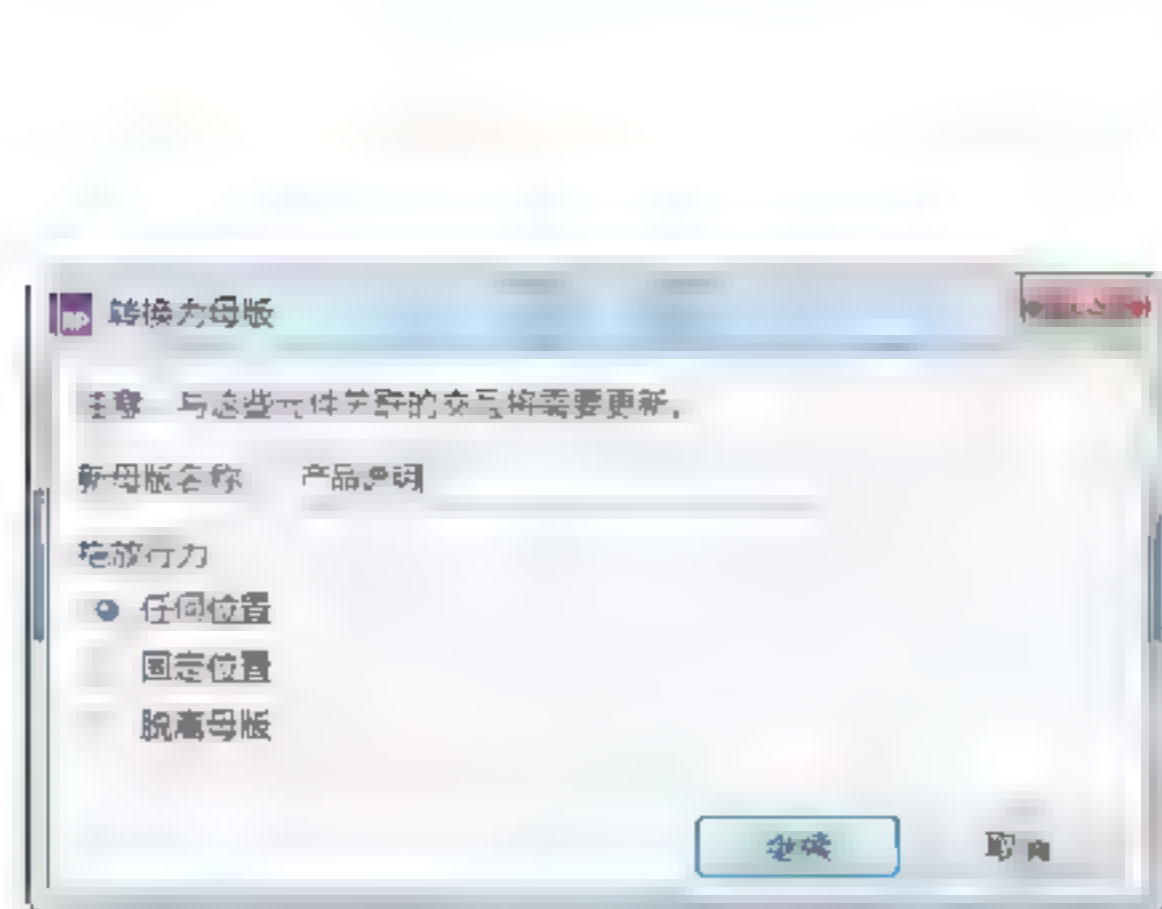 转换为母版
注意 与这些元件关联的交互将需要更新。
新母版名称 产品说明
拖放行为
任何位置
固定位置
脱离母版
继续 取消